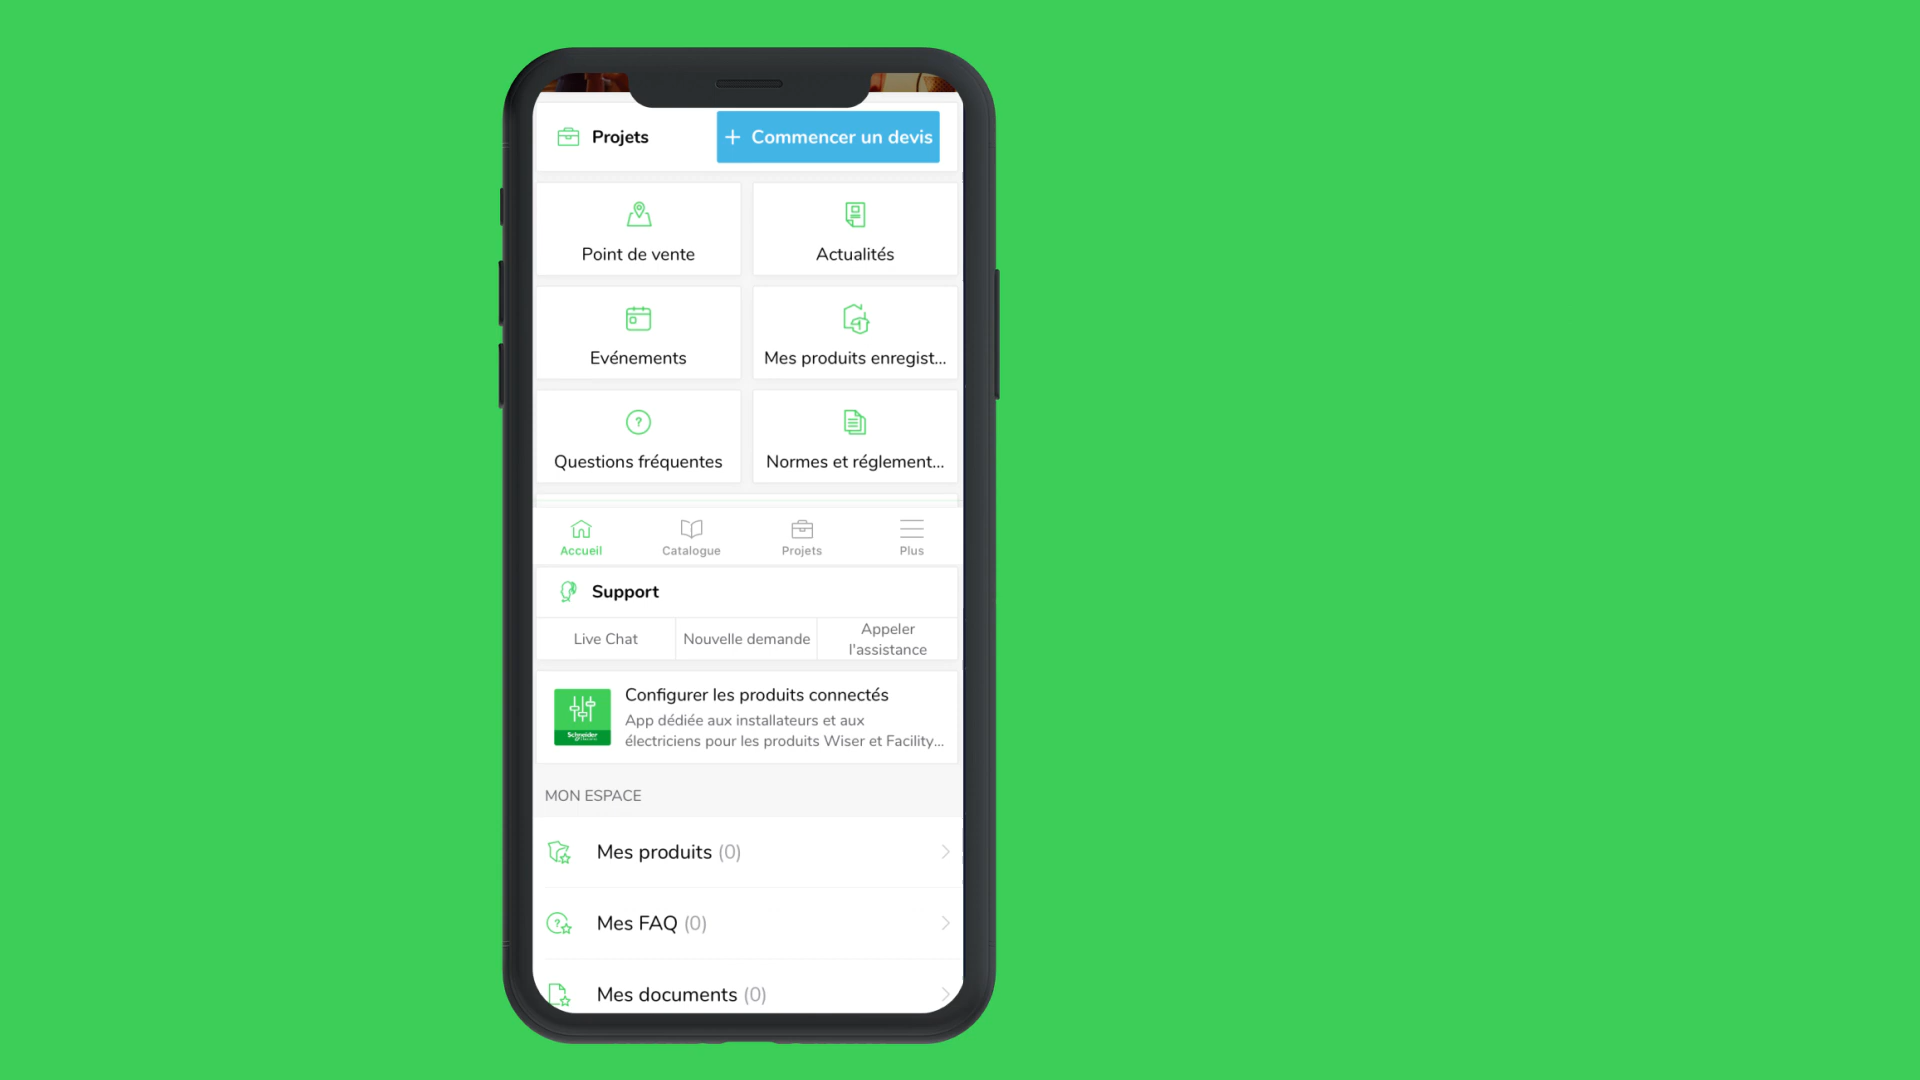 Projets
+ Commencer un devis
Point de vente
Actualités
Evénements
Mes produits enregist...
Questions fréquentes
Normes et réglement...
Accueil
Catalogue
Projets
Plus
Support
Live Chat
Nouvelle demande
Appeler
l'assistance
Schneider
Configurer les produits connectés
App dédiée aux installateurs et aux
électriciens pour les produits Wiser et Facility...
MON ESPACE
Mes produits (0)
Mes FAQ (0)
Mes documents (0)